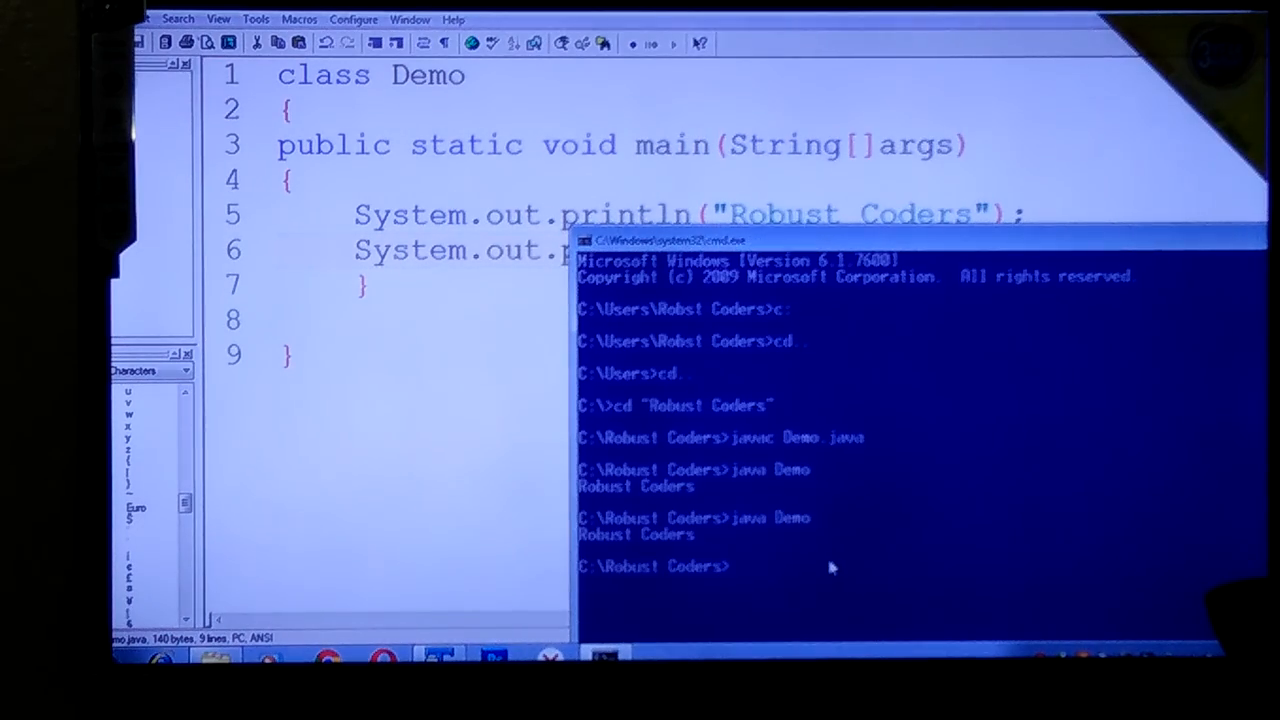 Search View Tools Macros Configure Window Help
1 class Demo
2 {
3 public static void main(String[]args)
4 {
5 System.out.println("Robust Coders");
6 System.out.p
7 }
8
9 }
C:\Windows\system32\cmd.exe
Microsoft Windows [Version 6.1.7600]
Copyright (c) 2009 Microsoft Corporation. All rights reserved.
C:\Users\Robst Coders>c:
C:\Users\Robst Coders>cd..
C:\Users>cd..
C:\>cd "Robust Coders"
C:\Robust Coders>javac Demo.java
C:\Robust Coders>java Demo
Robust Coders
C:\Robust Coders>java Demo
Robust Coders
C:\Robust Coders>
Characters
u
v
w
x
y
z
{
|
}
~
Euro
mo.java, 140 bytes, 9 lines, PC, ANSI